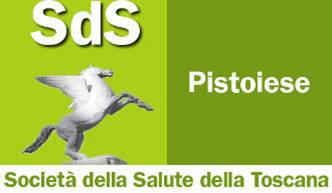 SdS
Pistoiese
Società della Salute della Toscana